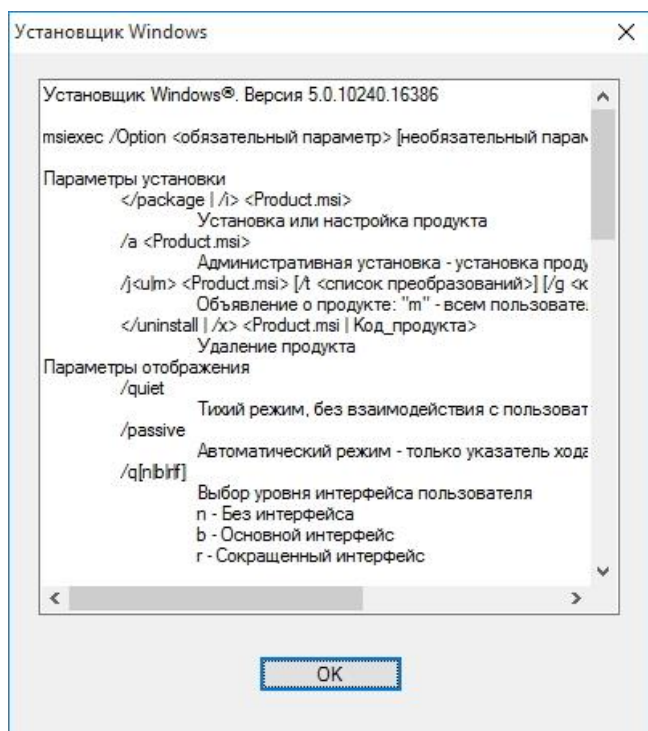 Установщик Windows
Установщик Windows®. Версия 5.0.10240.16386
msiexec /Option <обязательный параметр> [необязательный парам
Параметры установки
</package | /i> <Product.msi>
Установка или настройка продукта
/a <Product.msi>
Административная установка - установка проду
/j<u|m> <Product.msi> [/t <список преобразований>] [/g <к
Объявление о продукте: "m" - всем пользовате.
</uninstall | /x> <Product.msi | Код_продукта>
Удаление продукта
Параметры отображения
/quiet
Тихий режим, без взаимодействия с пользоват
/passive
Автоматический режим - только указатель хода
/q[n|b|r|f]
Выбор уровня интерфейса пользователя
n - Без интерфейса
b - Основной интерфейс
r - Сокращенный интерфейс
OK